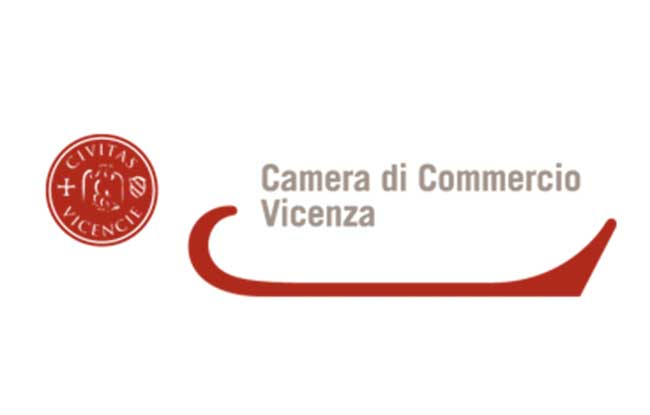 CIVITAS
VICENCIE
Camera di Commercio
Vicenza